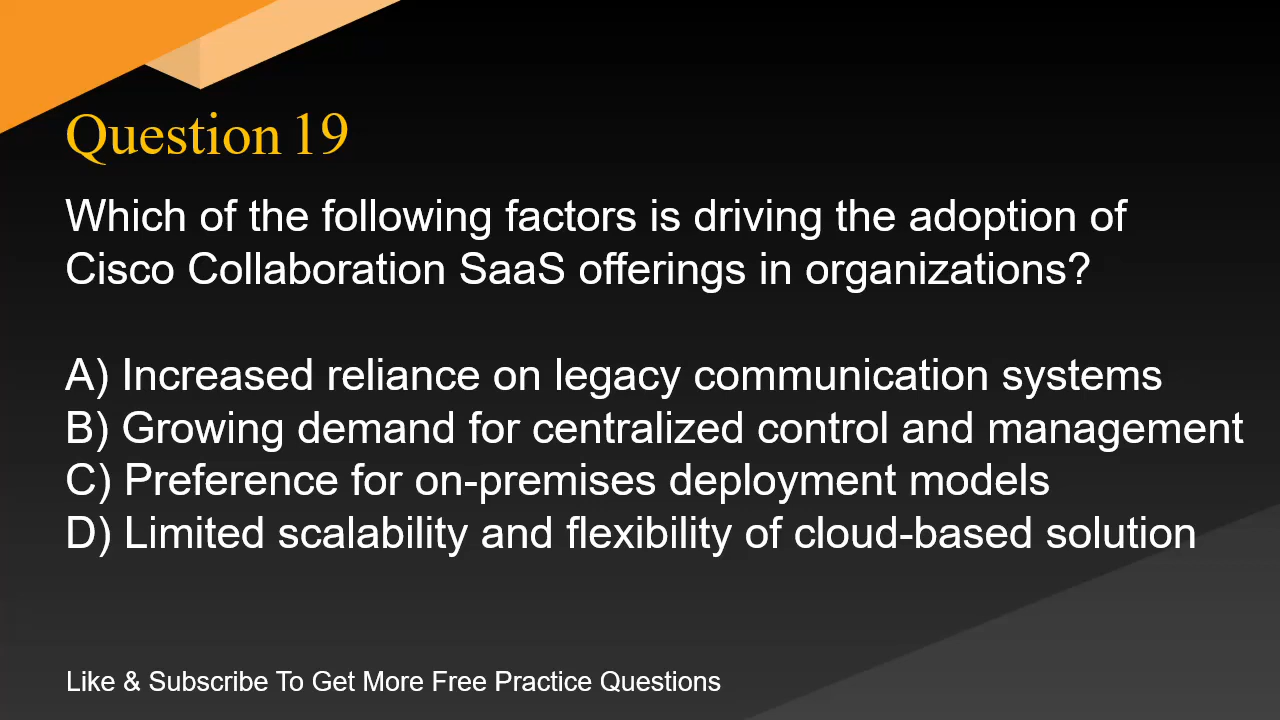 Question 19
Which of the following factors is driving the adoption of
Cisco Collaboration SaaS offerings in organizations?
A) Increased reliance on legacy communication systems
B) Growing demand for centralized control and management
C) Preference for on-premises deployment models
D) Limited scalability and flexibility of cloud-based solution
Like & Subscribe To Get More Free Practice Questions